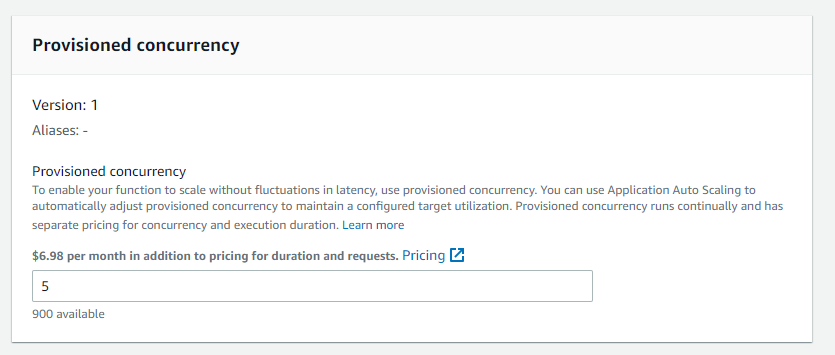 Provisioned concurrency
Version: 1
Aliases: -
Provisioned concurrency
To enable your function to scale without fluctuations in latency, use provisioned concurrency. You can use Application Auto Scaling to
automatically adjust provisioned concurrency to maintain a configured target utilization. Provisioned concurrency runs continually and has
separate pricing for concurrency and execution duration. Learn more
$6.98 per month in addition to pricing for duration and requests. Pricing
5
900 available